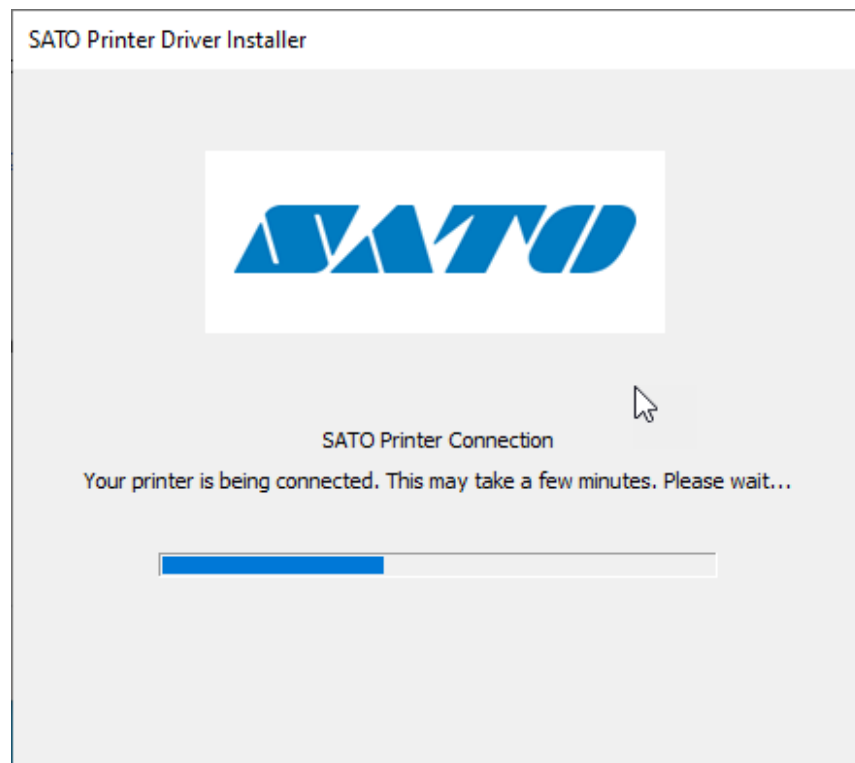 SATO Printer Driver Installer
SATO
SATO Printer Connection
Your printer is being connected. This may take a few minutes. Please wait...